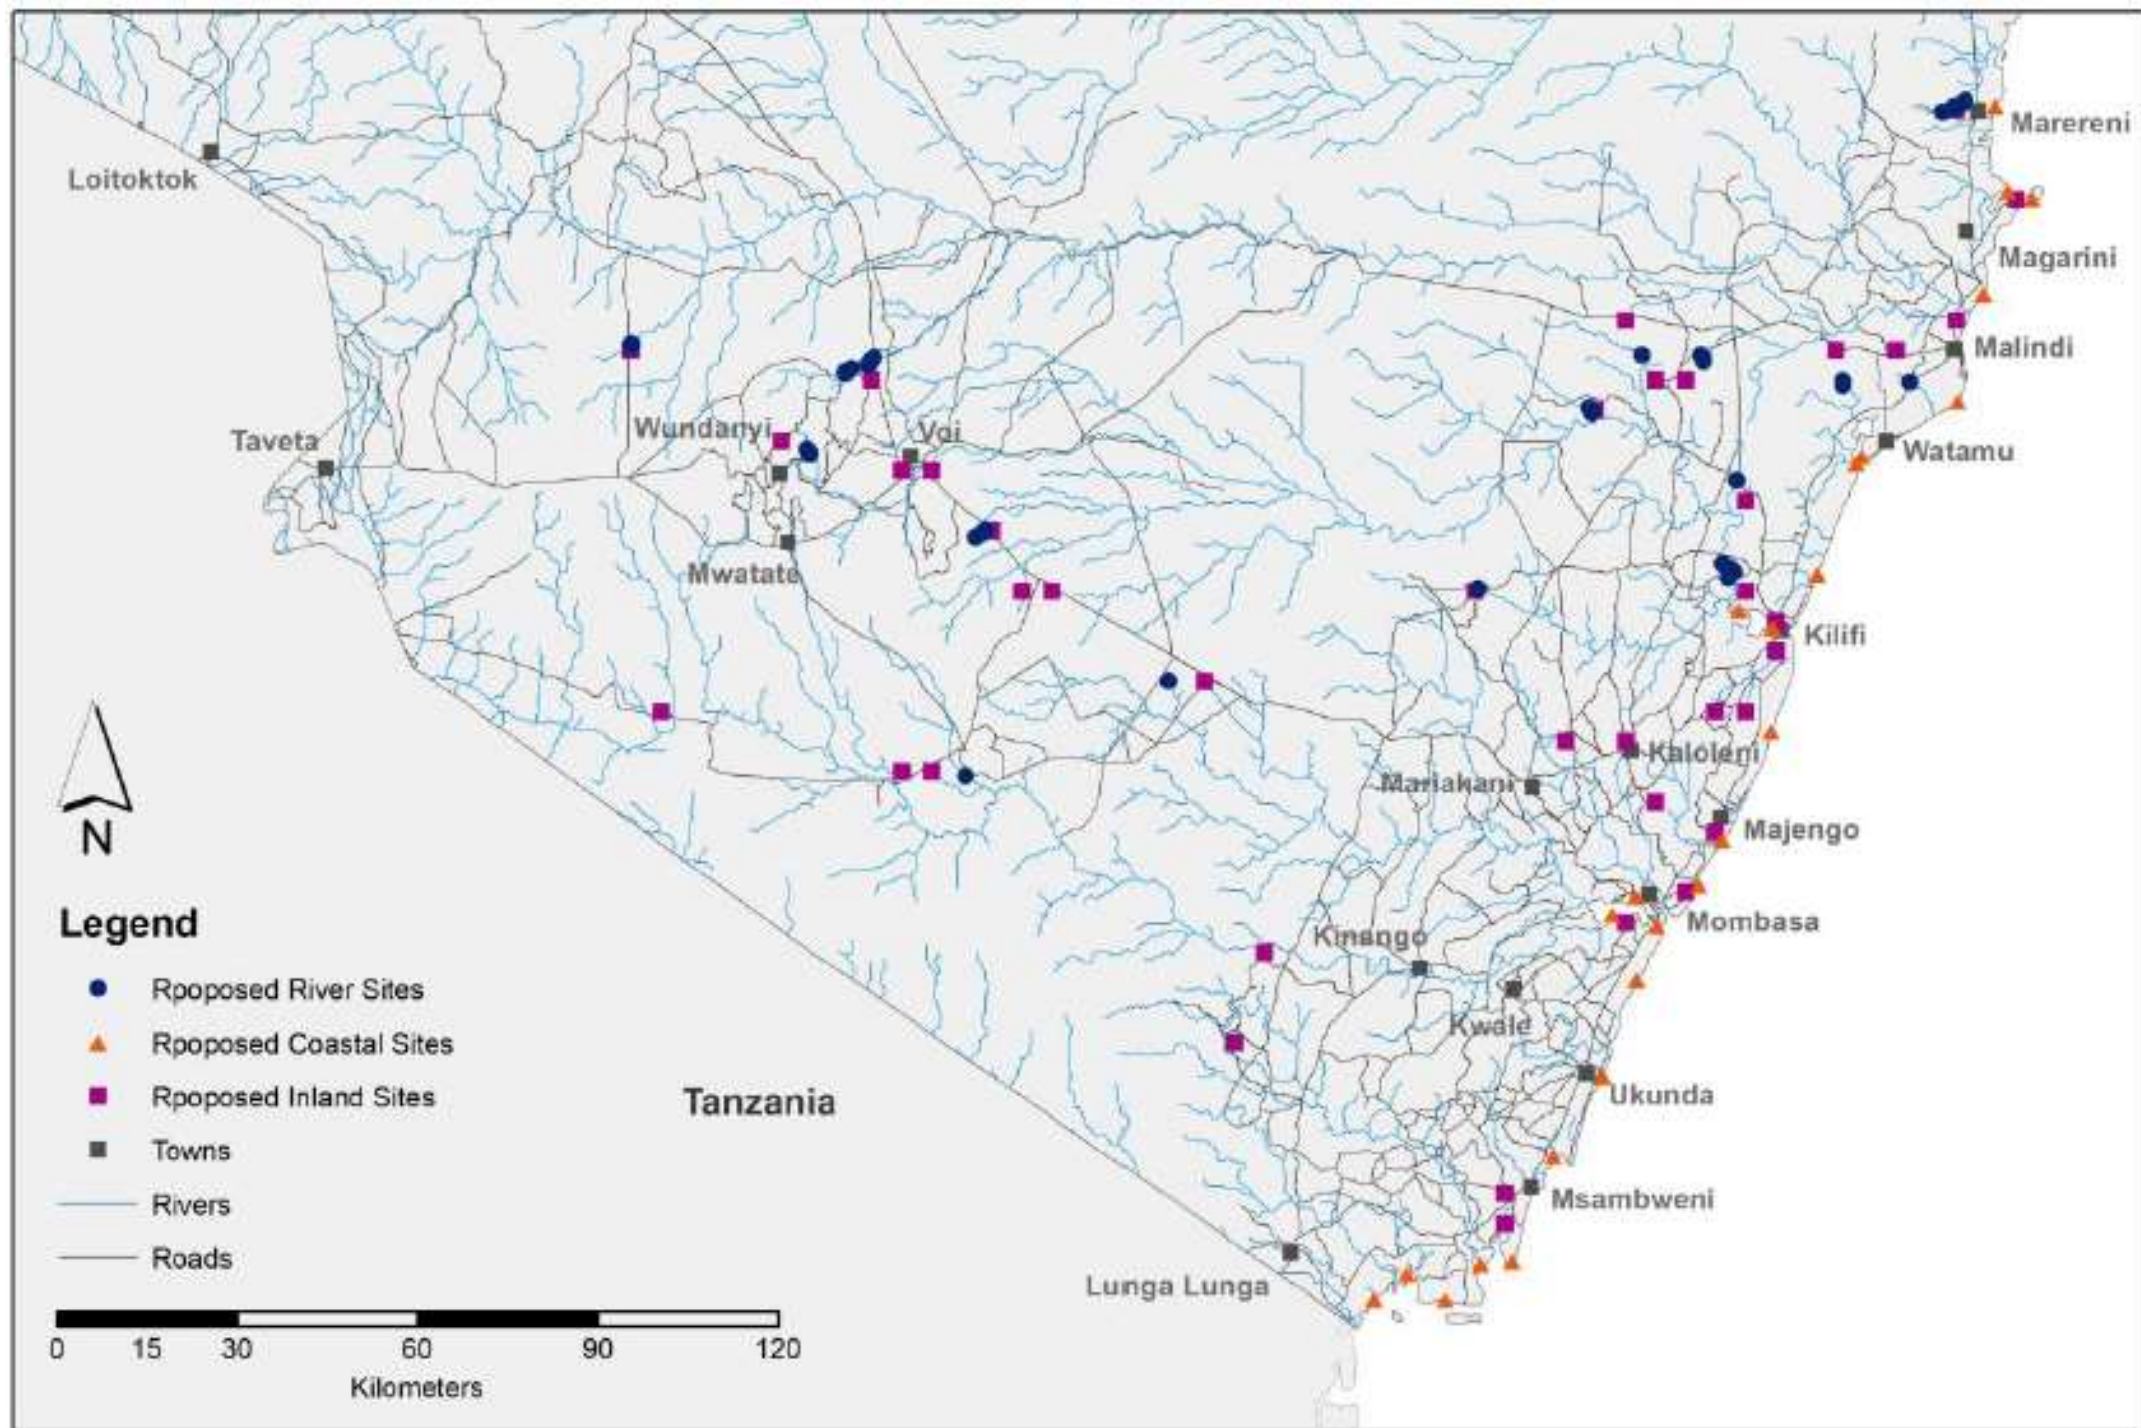 Marereni
Loitoktok
Magarini
Malindi
Wundanyi
Voi
Taveta
Watamu
Mwatate
Kilifi
Kaloleni
Mariakani
Majengo
Mombasa
Kinango
Kwale
Ukunda
Tanzania
Msambweni
Lunga Lunga
N
Legend
Rpoposed River Sites
Rpoposed Coastal Sites
Rpoposed Inland Sites
Towns
Rivers
Roads
0 15 30 60 90 120
Kilometers